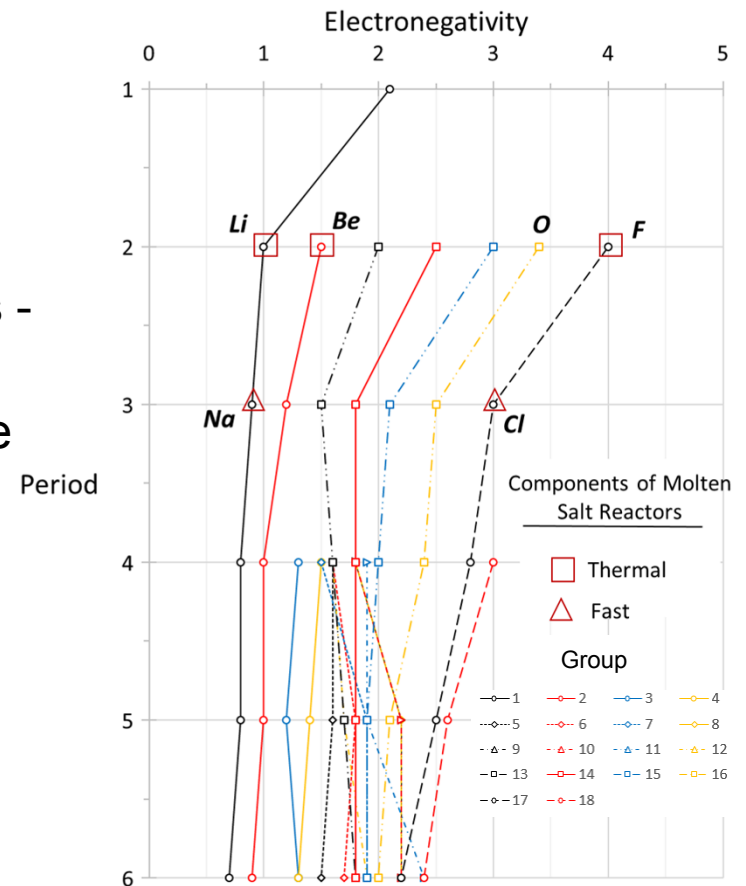 Electronegativity
0 1 2 3 4 5
1
Li Be O F
2
s -
3
Na Cl
e
Period
Components of Molten
Salt Reactors
4
Thermal
Fast
Group
1 2 3 4
5
5 6 7 8
9 10 11 12
13 14 15 16
17 18
6